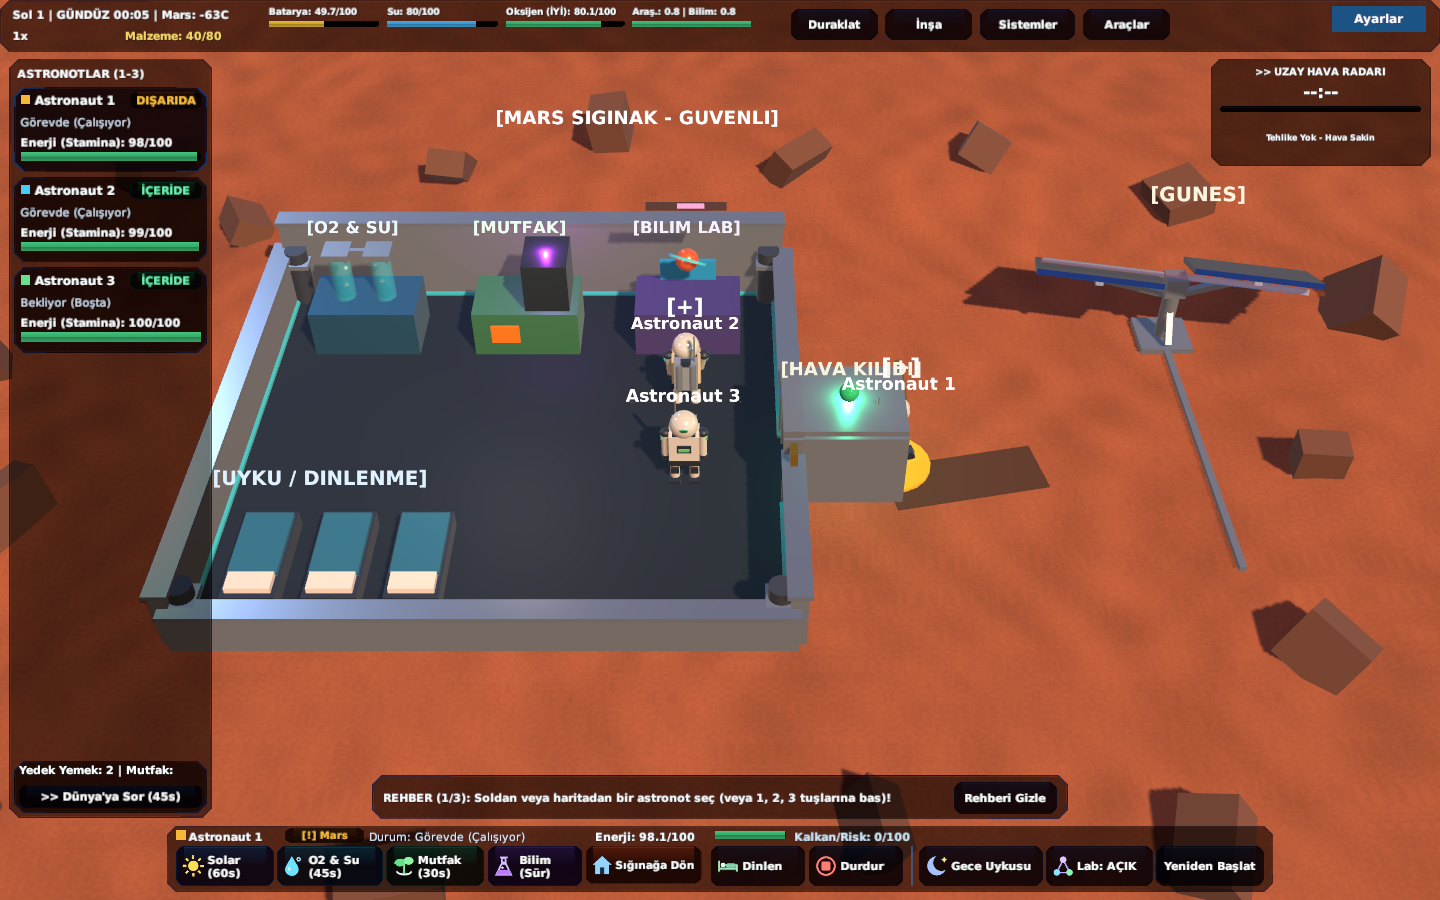 Sol 1 | GÜNDÜZ 00:05 | Mars: -63C
1x
Malzeme: 40/80
Batarya: 49.7/100
Su: 80/100
Oksijen (İYİ): 80.1/100
Araş.: 0.8 | Bilim: 0.8
Duraklat
İnşa
Sistemler
Araçlar
Ayarlar
ASTRONOTLAR (1-3)
Astronaut 1
DIŞARIDA
Görevde (Çalışıyor)
Enerji (Stamina): 98/100
Astronaut 2
İÇERİDE
Görevde (Çalışıyor)
Enerji (Stamina): 99/100
Astronaut 3
İÇERİDE
Bekliyor (Boşta)
Enerji (Stamina): 100/100
>> UZAY HAVA RADARI
--:--
Tehlike Yok - Hava Sakin
[MARS SIGINAK - GUVENLI]
[GUNES]
[O2 & SU]
[MUTFAK]
[BILIM LAB]
[+]
Astronaut 2
[HAVA KILIDI]
Astronaut 1
Astronaut 3
[UYKU / DINLENME]
Yedek Yemek: 2 | Mutfak:
>> Dünya'ya Sor (45s)
REHBER (1/3): Soldan veya haritadan bir astronot seç (veya 1, 2, 3 tuşlarına bas)!
Rehberi Gizle
Astronaut 1
[!] Mars
Durum: Görevde (Çalışıyor)
Enerji: 98.1/100
Kalkan/Risk: 0/100
Solar
(60s)
O2 & Su
(45s)
Mutfak
(30s)
Bilim
(Sür)
Sığınağa Dön
Dinlen
Durdur
Gece Uykusu
Lab: AÇIK
Yeniden Başlat